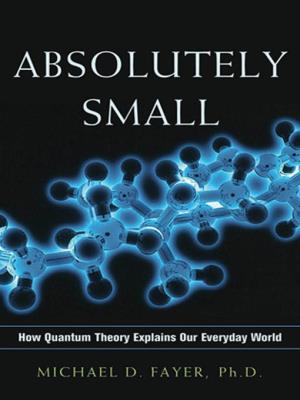 ABSOLUTELY
SMALL
How Quantum Theory Explains Our Everyday World
MICHAEL D. FAYER, Ph.D.